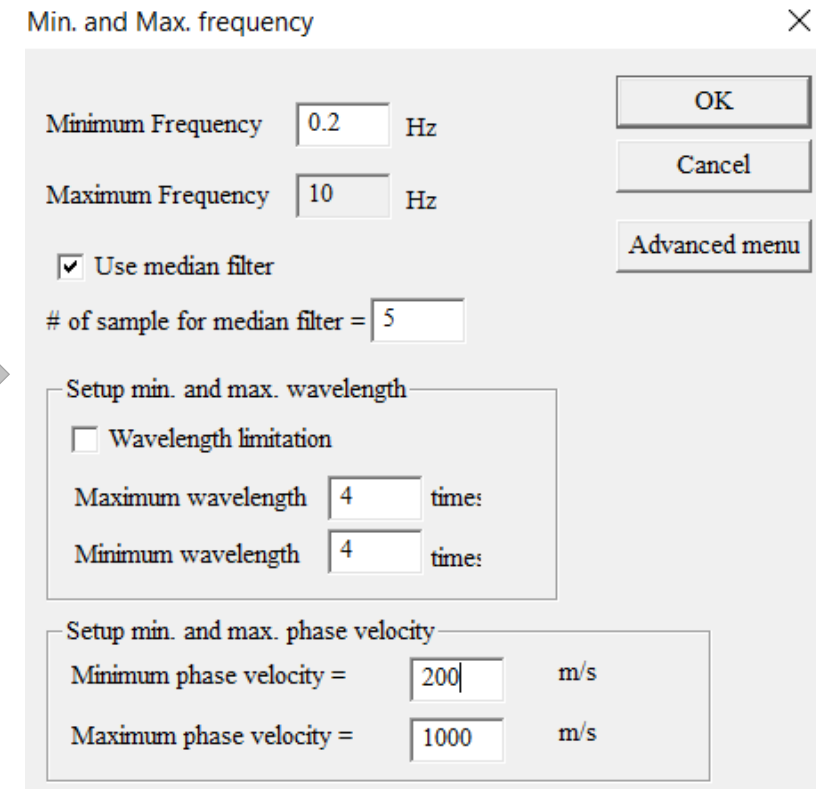 Min. and Max. frequency
OK
Minimum Frequency 0.2 Hz
Cancel
Maximum Frequency 10 Hz
Advanced menu
Use median filter
# of sample for median filter = 5
Setup min. and max. wavelength
Wavelength limitation
Maximum wavelength 4 times
Minimum wavelength 4 times
Setup min. and max. phase velocity
Minimum phase velocity = 200 m/s
Maximum phase velocity = 1000 m/s